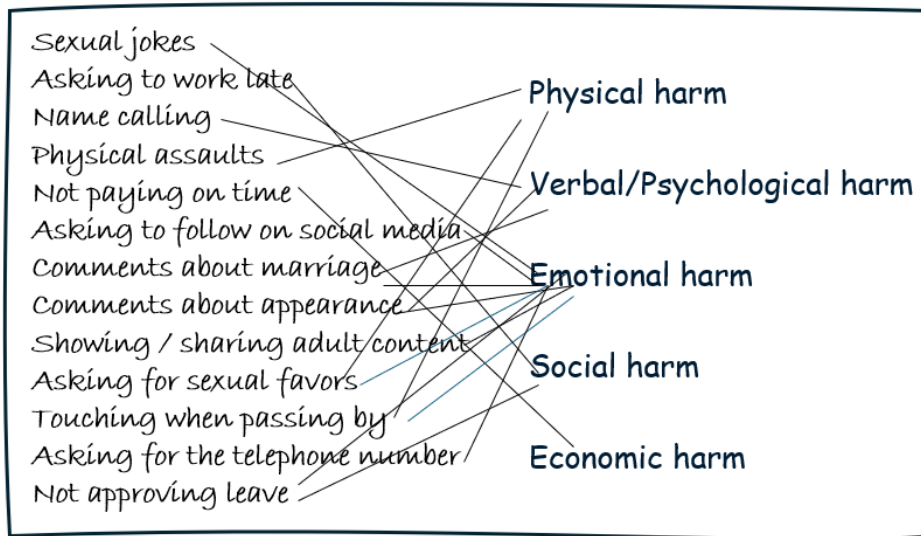 Sexual jokes
Asking to work late
Name calling
Physical assaults
Not paying on time
Asking to follow on social media
Comments about marriage
Comments about appearance
Showing / sharing adult content
Asking for sexual favors
Touching when passing by
Asking for the telephone number
Not approving leave
Physical harm
Verbal/Psychological harm
Emotional harm
Social harm
Economic harm